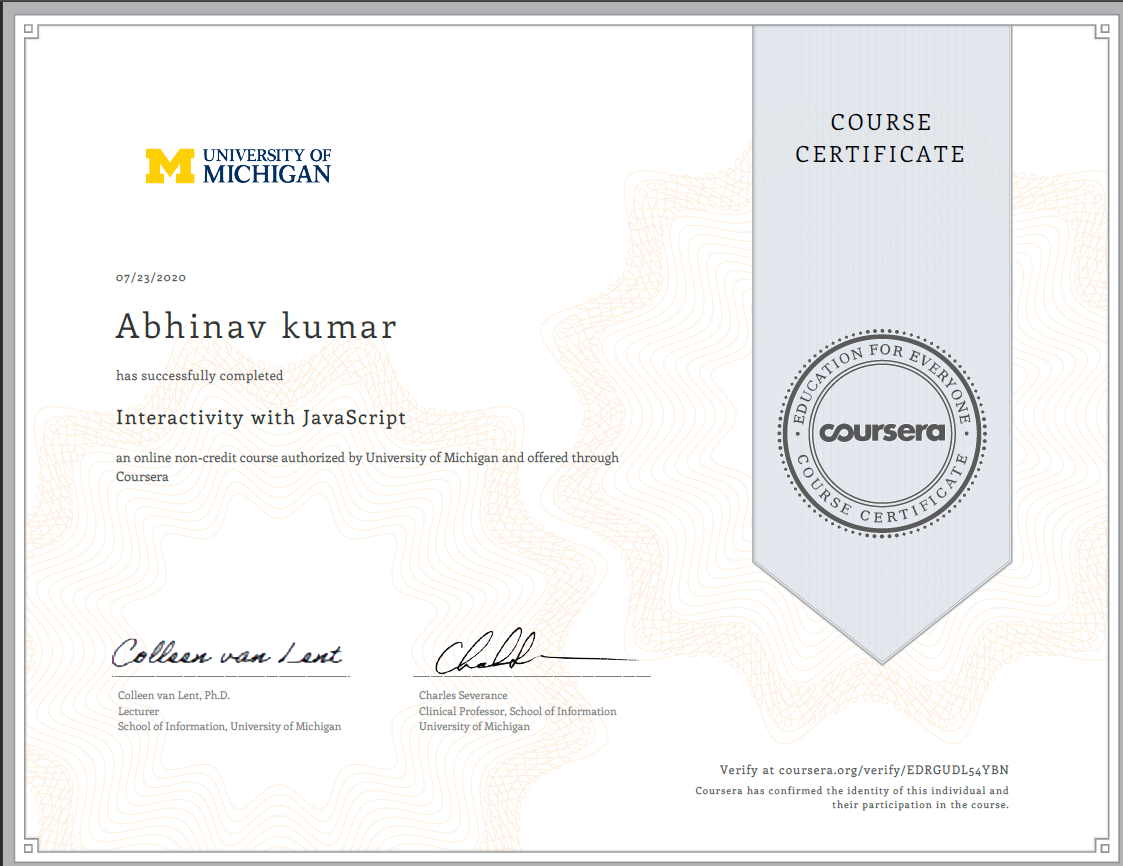 COURSE
CERTIFICATE
UNIVERSITY OF
MICHIGAN
07/23/2020
Abhinav kumar
has successfully completed
Interactivity with JavaScript
an online non-credit course authorized by University of Michigan and offered through
Coursera
EDUCATION FOR EVERYONE
coursera
COURSE CERTIFICATE
Colleen van Lent
Colleen van Lent, Ph.D.
Lecturer
School of Information, University of Michigan
Charles Severance
Clinical Professor, School of Information
University of Michigan
Verify at coursera.org/verify/EDRGUDL54YBN
Coursera has confirmed the identity of this individual and
their participation in the course.